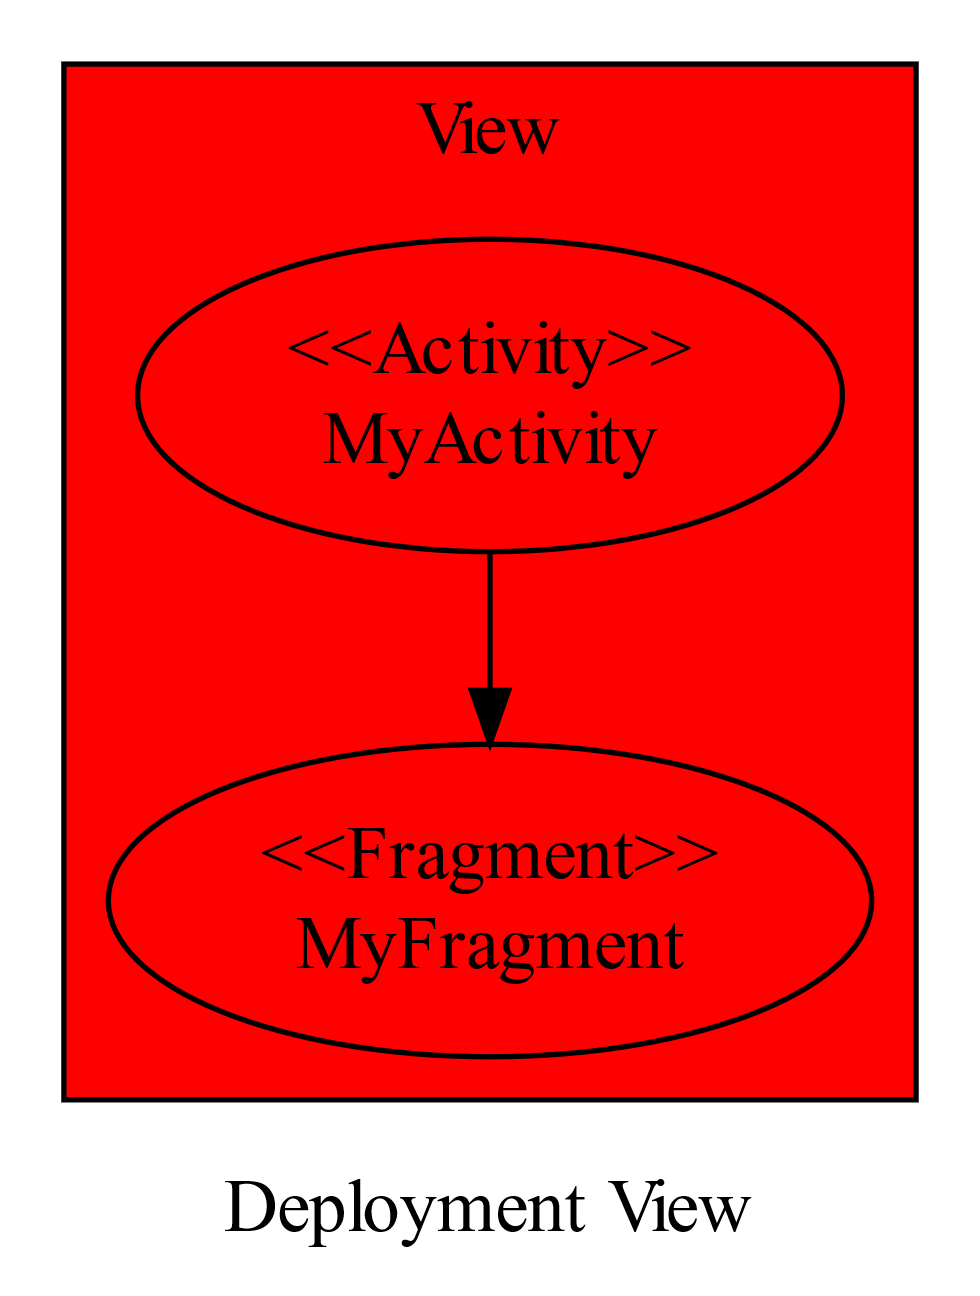 View
<<Activity>>
MyActivity
<<Fragment>>
MyFragment
Deployment View